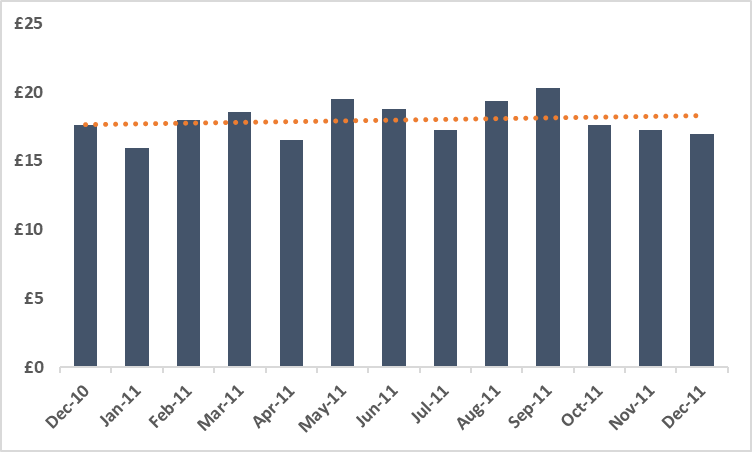 £25
£20
£15
£10
£5
£0
Dec-10
Jan-11
Feb-11
Mar-11
Apr-11
May-11
Jun-11
Jul-11
Aug-11
Sep-11
Oct-11
Nov-11
Dec-11